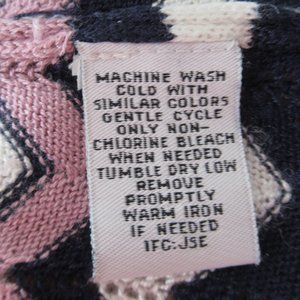 MACHINE WASH
COLD WITH
SIMILAR COLORS
GENTLE CYCLE
ONLY NON-
CHLORINE BLEACH
WHEN NEEDED
TUMBLE DRY LOW
REMOVE
PROMPTLY
WARM IRON
IF NEEDED
IFC:JSE